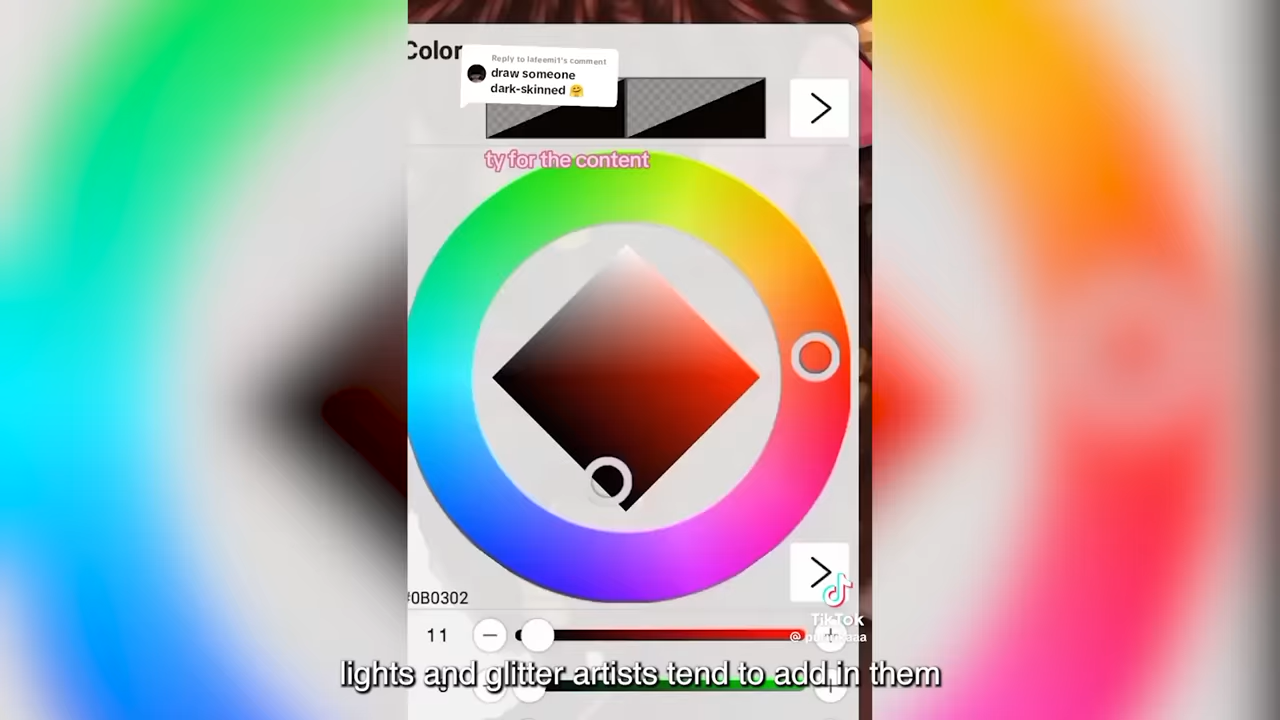 Color
Reply to lafeemi1's comment
draw someone
dark-skinned 🤗
ty for the content
#0B0302
11
TikTok
lights and glitter artists tend to add in them